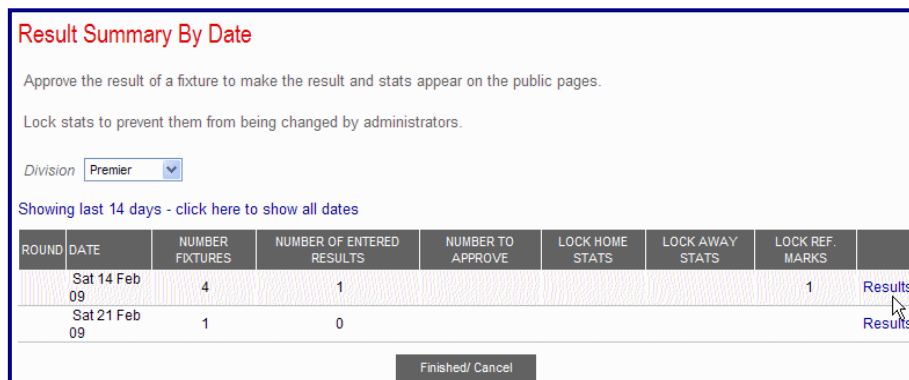 Result Summary By Date
Approve the result of a fixture to make the result and stats appear on the public pages.
Lock stats to prevent them from being changed by administrators.
Division Premier
Showing last 14 days - click here to show all dates
ROUND DATE NUMBER FIXTURES NUMBER OF ENTERED RESULTS NUMBER TO APPROVE LOCK HOME STATS LOCK AWAY STATS LOCK REF. MARKS
Sat 14 Feb 09 4 1 1 Results
Sat 21 Feb 09 1 0 Results
Finished/ Cancel